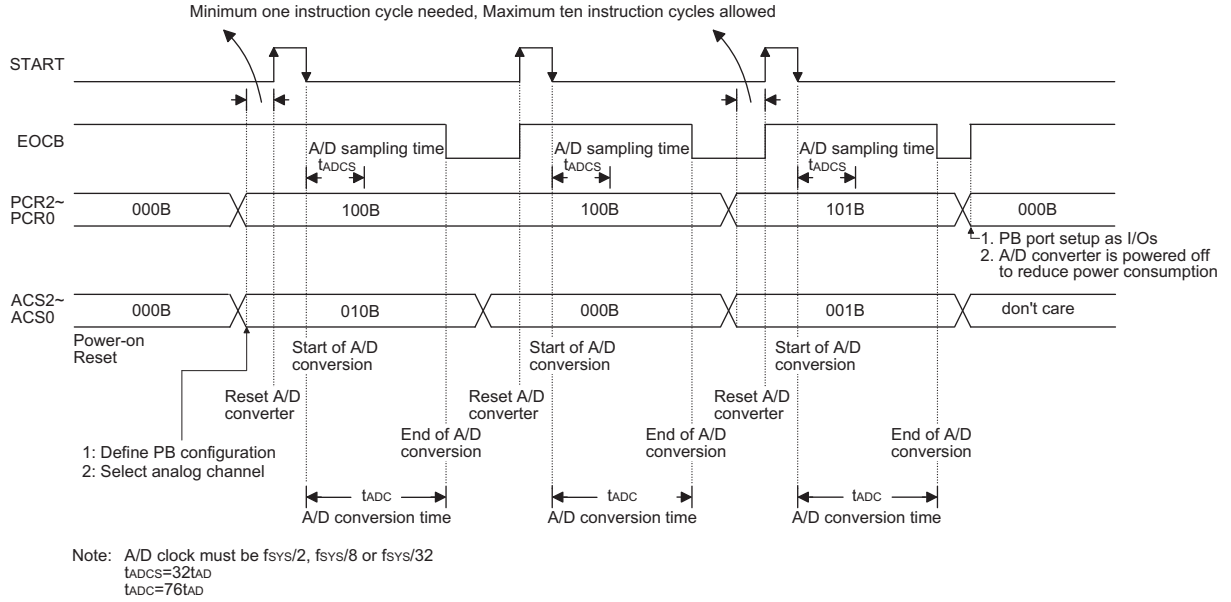 Minimum one instruction cycle needed, Maximum ten instruction cycles allowed
START
EOCB
A/D sampling time
tADCS
A/D sampling time
tADCS
A/D sampling time
tADCS
PCR2~
PCR0
000B
100B
100B
101B
000B
1. PB port setup as I/Os
2. A/D converter is powered off
to reduce power consumption
ACS2~
ACS0
000B
010B
000B
001B
don't care
Power-on
Reset
Start of A/D
conversion
Start of A/D
conversion
Start of A/D
conversion
Reset A/D
converter
Reset A/D
converter
Reset A/D
converter
End of A/D
conversion
End of A/D
conversion
End of A/D
conversion
1: Define PB configuration
2: Select analog channel
tADC
A/D conversion time
tADC
A/D conversion time
tADC
A/D conversion time
Note: A/D clock must be fSYS/2, fSYS/8 or fSYS/32
tADCS=32tAD
tADC=76tAD